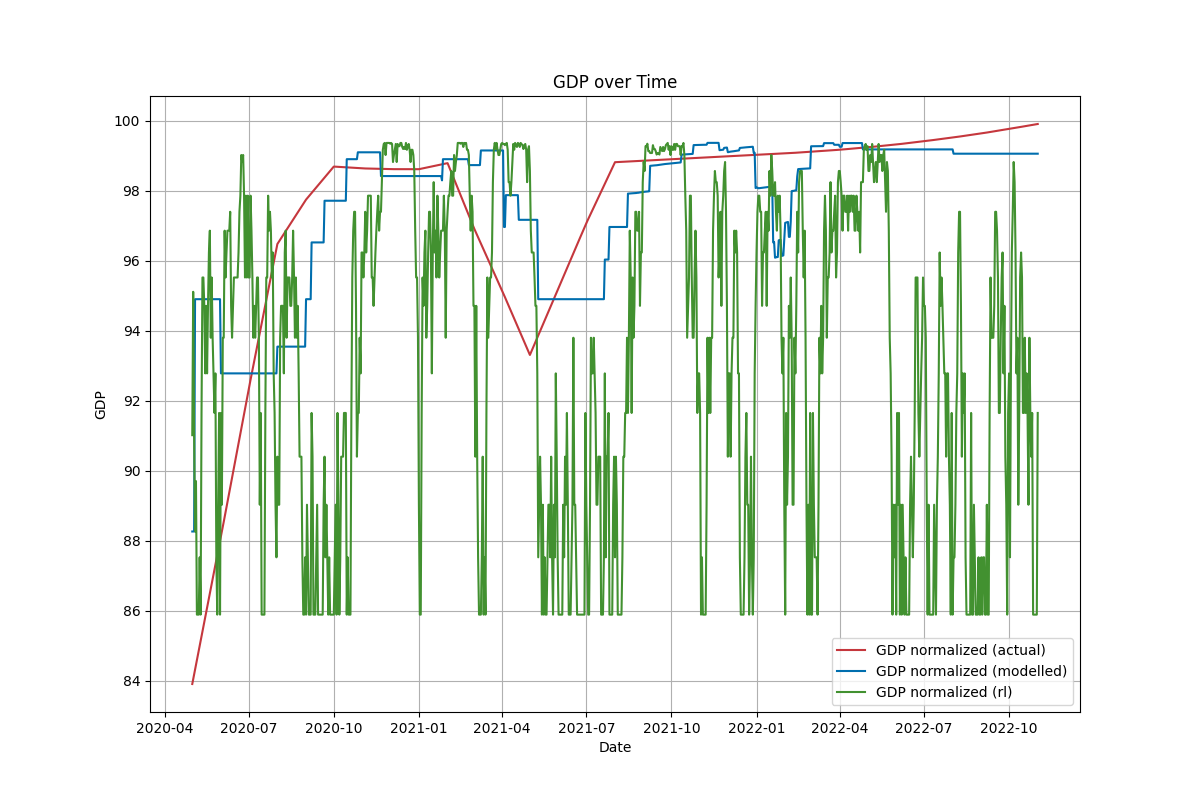 GDP over Time
GDP
100
98
96
94
92
90
88
86
84
2020-04 2020-07 2020-10 2021-01 2021-04 2021-07 2021-10 2022-01 2022-04 2022-07 2022-10
Date
GDP normalized (actual)
GDP normalized (modelled)
GDP normalized (rl)